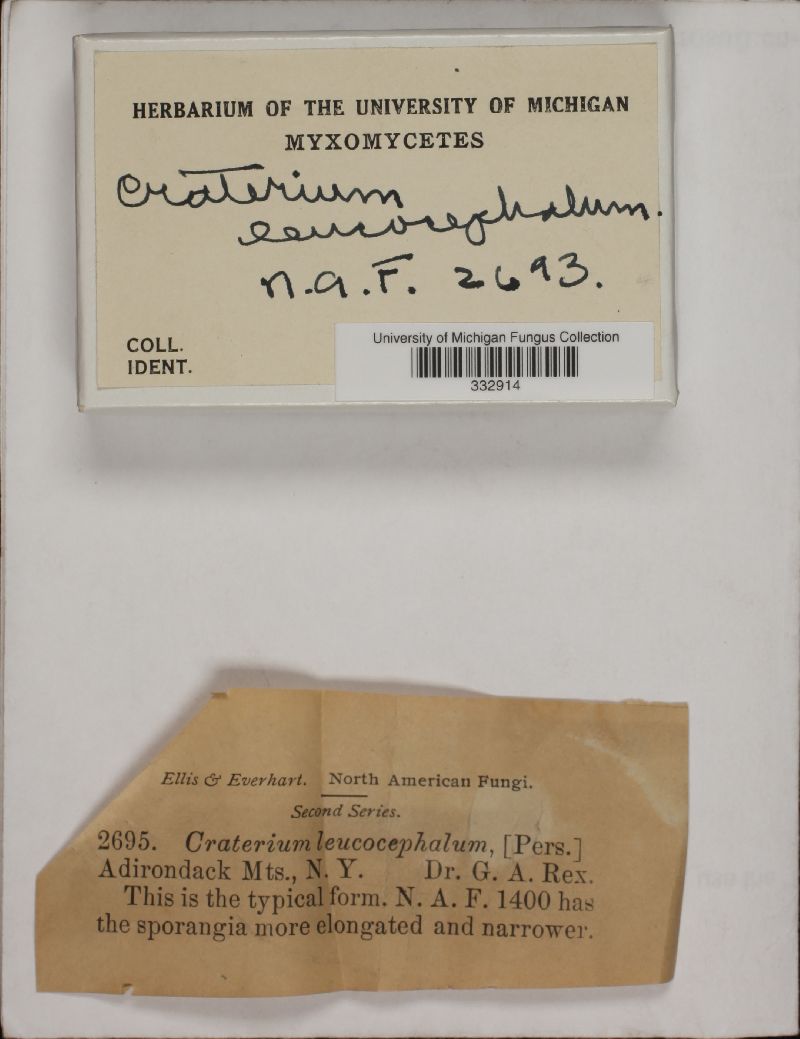 HERBARIUM OF THE UNIVERSITY OF MICHIGAN
MYXOMYCETES
Craterium
leucocephalum.
N.A.F. 2693.
COLL.
IDENT.
University of Michigan Fungus Collection
332914
Ellis & Everhart. North American Fungi.
Second Series.
2695. Craterium leucocephalum, [Pers.]
Adirondack Mts., N. Y. Dr. G. A. Rex.
This is the typical form. N. A. F. 1400 has
the sporangia more elongated and narrower.